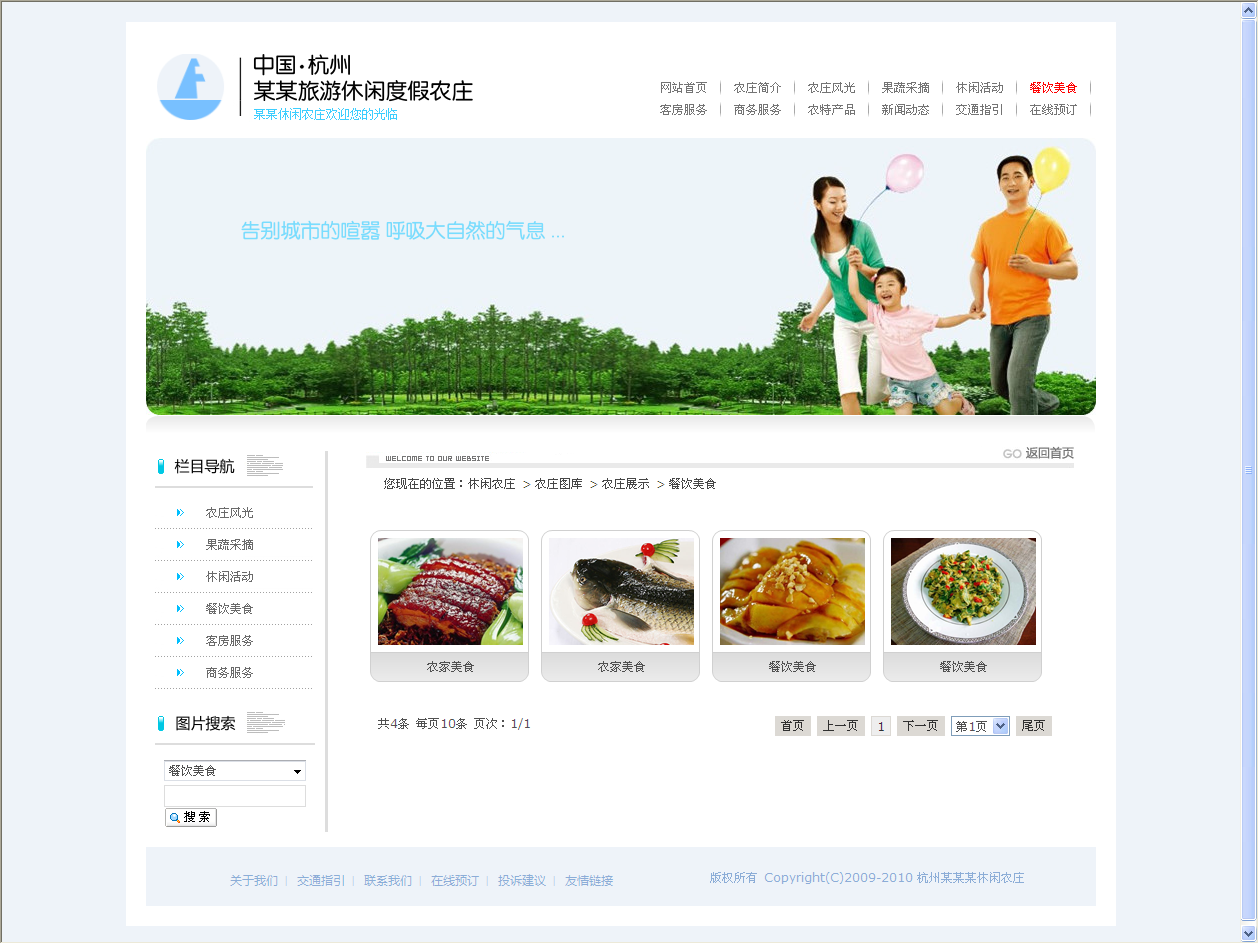 中国·杭州
某某旅游休闲度假农庄
某某休闲农庄欢迎您的光临
网站首页 农庄简介 农庄风光 果蔬采摘 休闲活动 餐饮美食
客房服务 商务服务 农特产品 新闻动态 交通指引 在线预订
告别城市的喧嚣 呼吸大自然的气息 ...
栏目导航
农庄风光
果蔬采摘
休闲活动
餐饮美食
客房服务
商务服务
图片搜索
餐饮美食
搜 索
WELCOME TO OUR WEBSITE
GO 返回首页
您现在的位置：休闲农庄 > 农庄图库 > 农庄展示 > 餐饮美食
农家美食 农家美食 餐饮美食 餐饮美食
共4条 每页10条 页次：1/1
首页 上一页 1 下一页 第1页 尾页
关于我们 | 交通指引 | 联系我们 | 在线预订 | 投诉建议 | 友情链接
版权所有 Copyright(C)2009-2010 杭州某某某休闲农庄